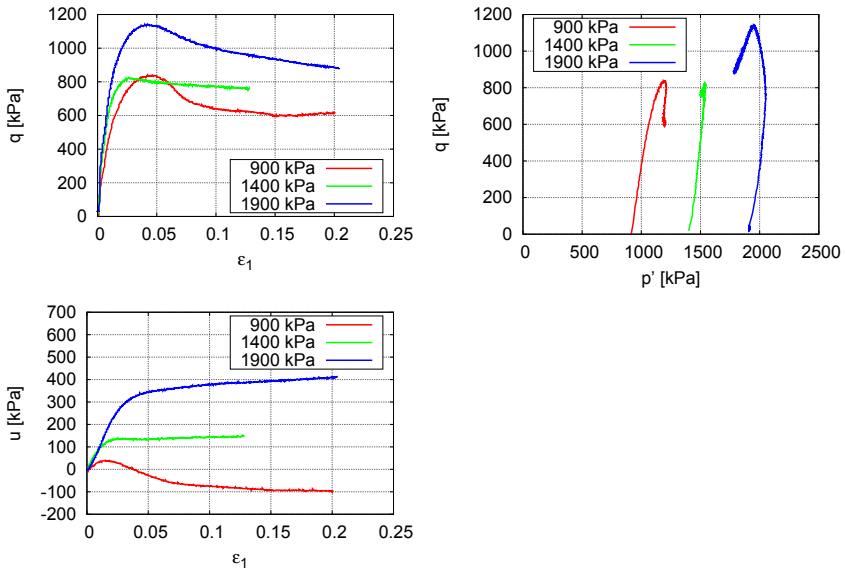 q [kPa]
1200
1000
800
600
400
200
0
0 0.05 0.1 0.15 0.2 0.25
ε1
900 kPa
1400 kPa
1900 kPa
q [kPa]
1200
1000
800
600
400
200
0
0 500 1000 1500 2000 2500
p' [kPa]
900 kPa
1400 kPa
1900 kPa
u [kPa]
700
600
500
400
300
200
100
0
-100
-200
0 0.05 0.1 0.15 0.2 0.25
ε1
900 kPa
1400 kPa
1900 kPa